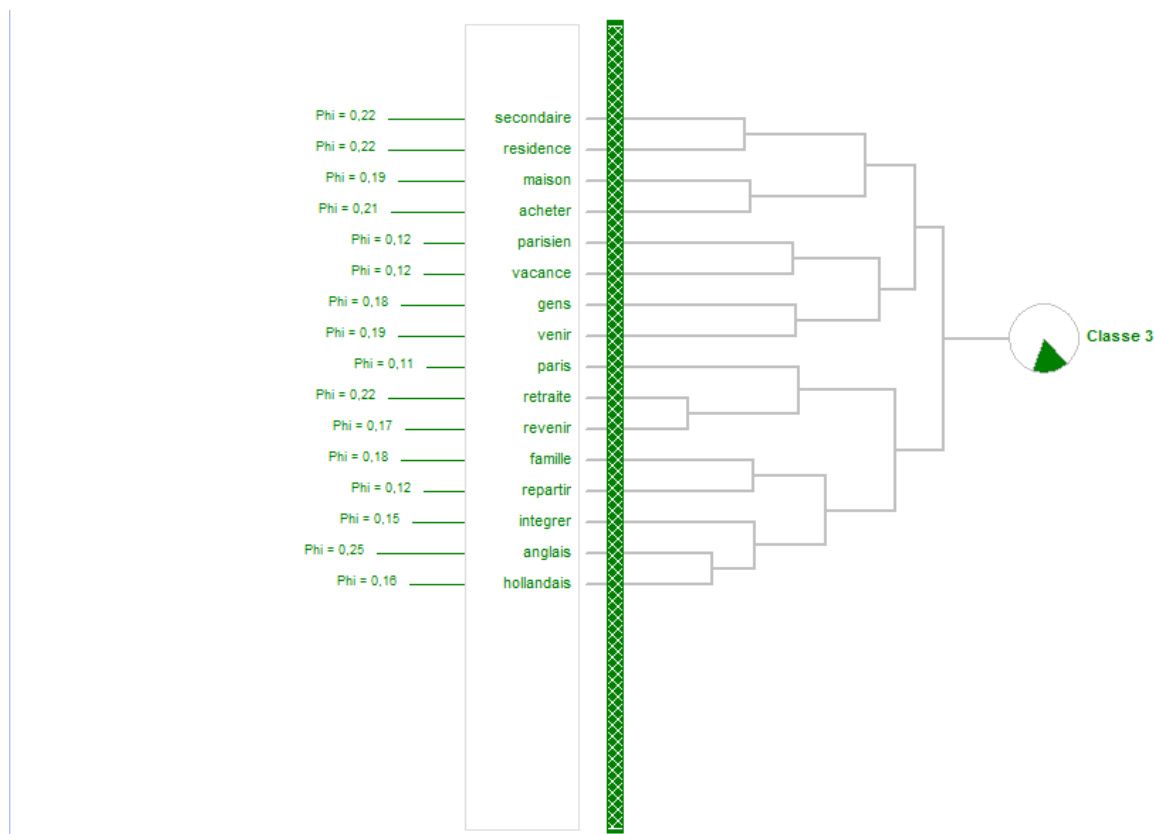 Phi = 0,22 secondaire
Phi = 0,22 residence
Phi = 0,19 maison
Phi = 0,21 acheter
Phi = 0,12 parisien
Phi = 0,12 vacance
Phi = 0,18 gens
Phi = 0,19 venir
Classe 3
Phi = 0,11 paris
Phi = 0,22 retraite
Phi = 0,17 revenir
Phi = 0,18 famille
Phi = 0,12 repartir
Phi = 0,15 integrer
Phi = 0,25 anglais
Phi = 0,16 hollandais